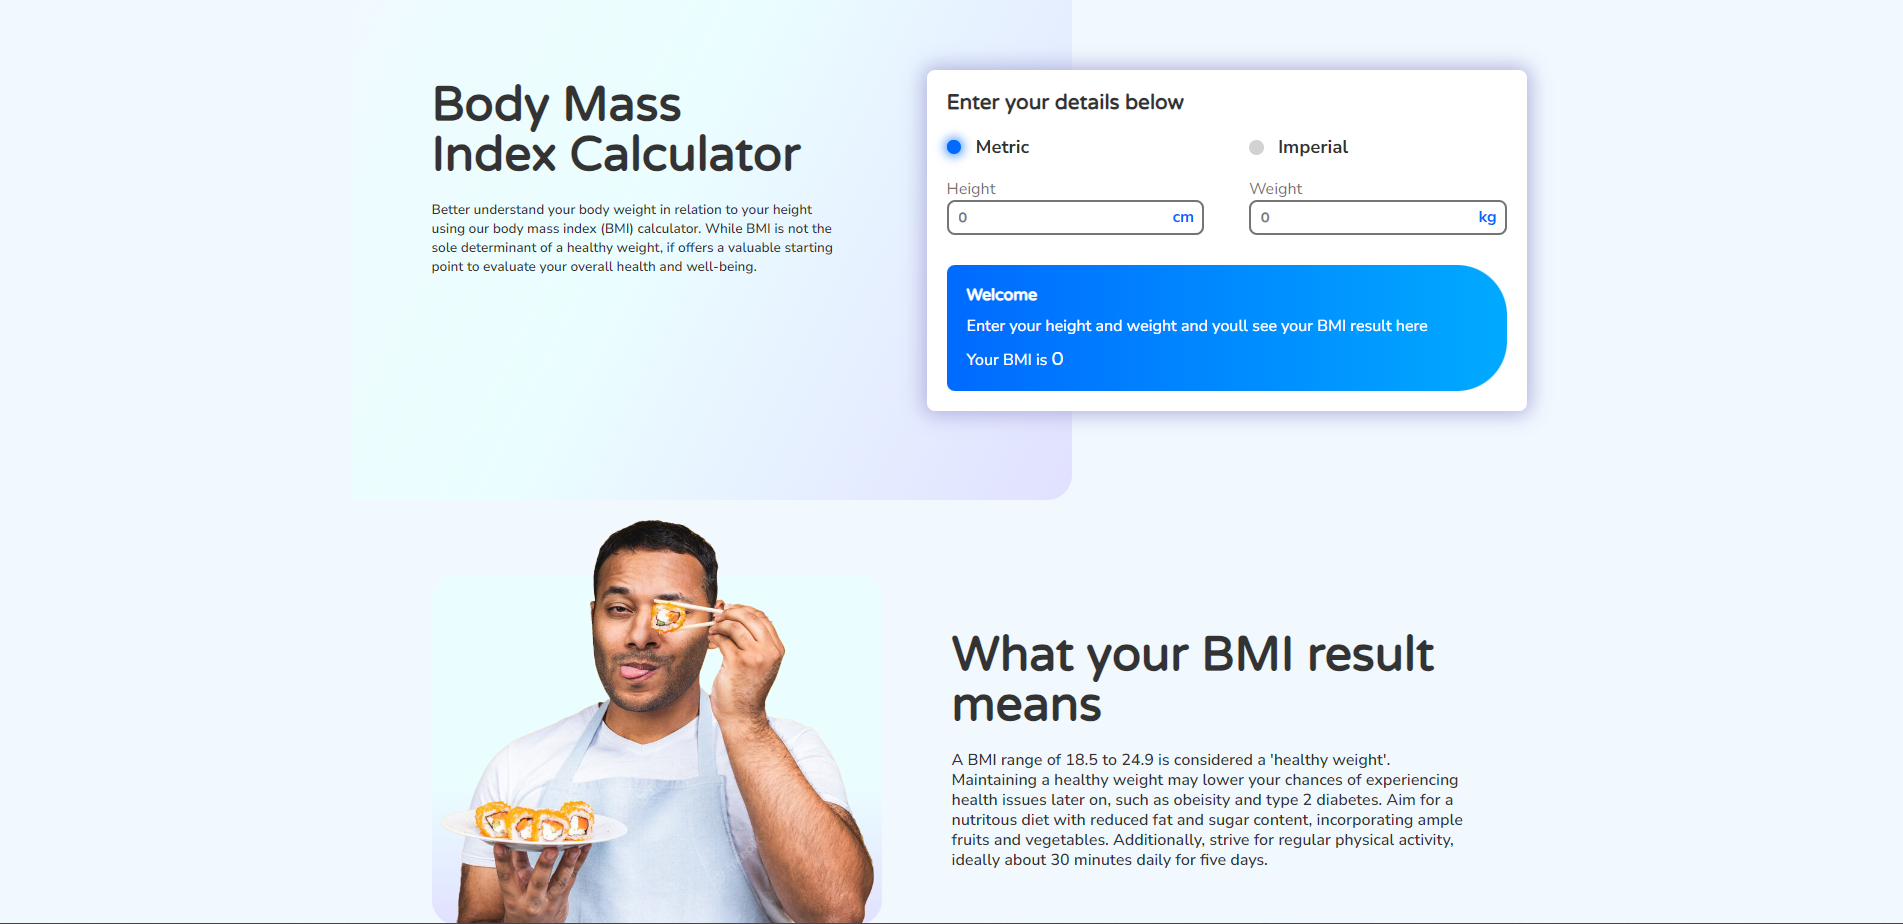 Body Mass
Index Calculator
Better understand your body weight in relation to your height
using our body mass index (BMI) calculator. While BMI is not the
sole determinant of a healthy weight, if offers a valuable starting
point to evaluate your overall health and well-being.
Enter your details below
Metric
Imperial
Height
0 cm
Weight
0 kg
Welcome
Enter your height and weight and youll see your BMI result here
Your BMI is 0
What your BMI result
means
A BMI range of 18.5 to 24.9 is considered a 'healthy weight'.
Maintaining a healthy weight may lower your chances of experiencing
health issues later on, such as obeisity and type 2 diabetes. Aim for a
nutritous diet with reduced fat and sugar content, incorporating ample
fruits and vegetables. Additionally, strive for regular physical activity,
ideally about 30 minutes daily for five days.